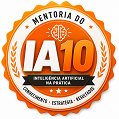 MENTORIA DO
IA10
INTELIGÊNCIA ARTIFICIAL
NA PRÁTICA
CONHECIMENTO • ESTRATÉGIA • RESULTADOS